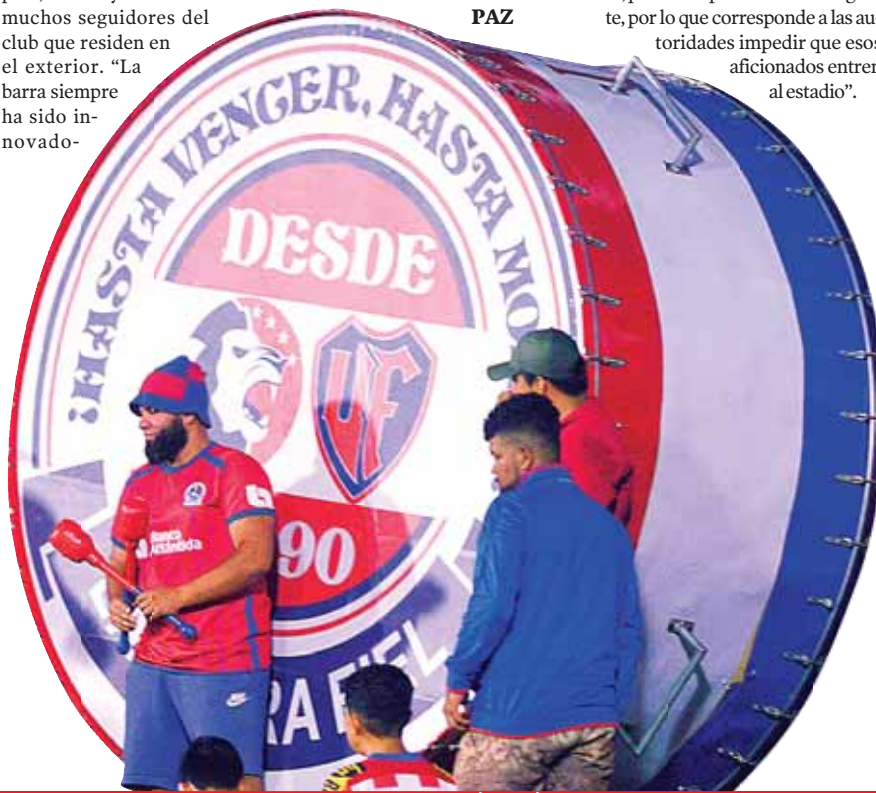 muchos seguidores del
club que residen en
el exterior. “La
barra siempre
ha sido in-
novado-
PAZ
te, por lo que corresponde a las au-
toridades impedir que esos
aficionados entren
al estadio”.
¡HASTA VENCER, HASTA MO
DESDE
UF
90
RA FIEL
Banco
Atlántida